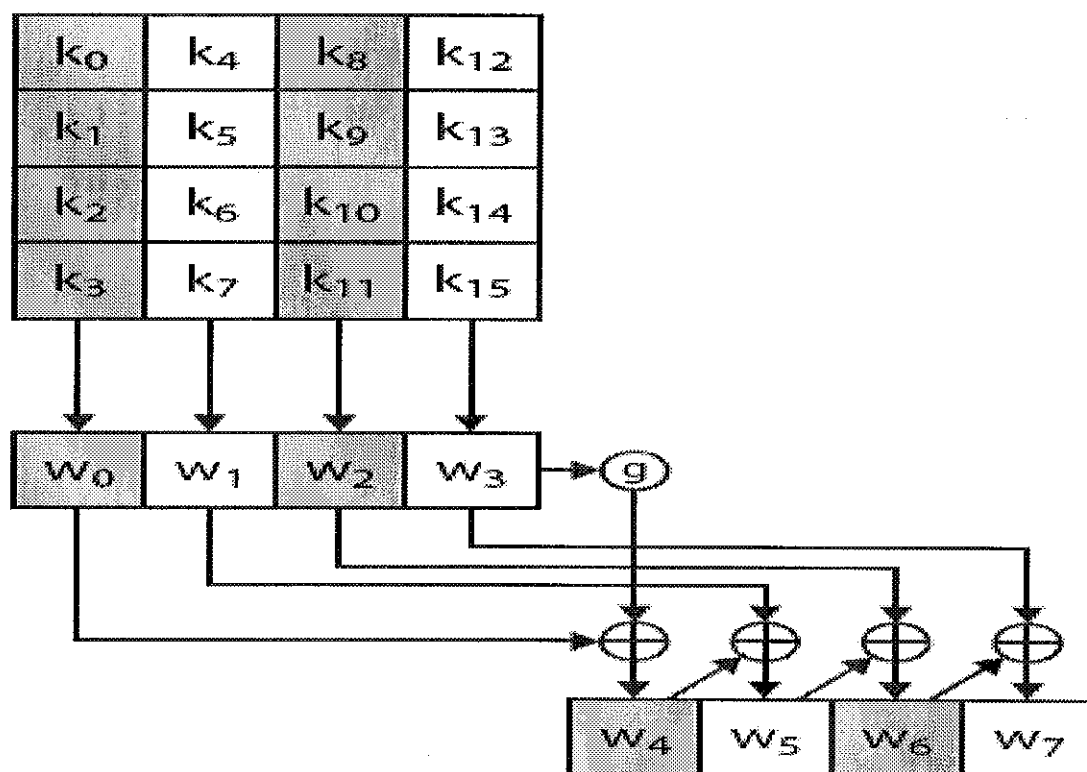 k₀ k₄ k₈ k₁₂
k₁ k₅ k₉ k₁₃
k₂ k₆ k₁₀ k₁₄
k₃ k₇ k₁₁ k₁₅
w₀ w₁ w₂ w₃ g
w₄ w₅ w₆ w₇